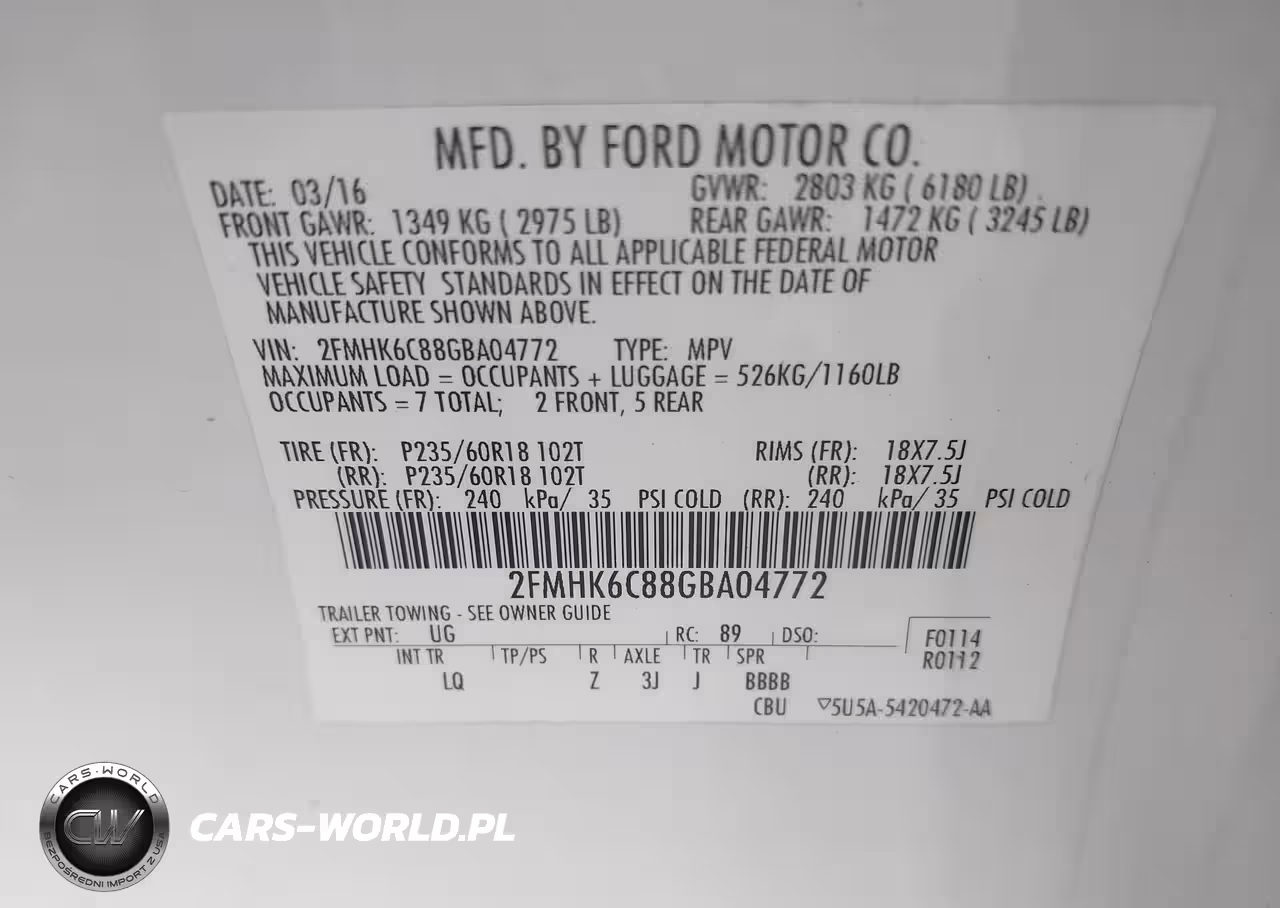 MFD. BY FORD MOTOR CO.
DATE: 03/16 GVWR: 2803 KG ( 6180 LB) .
FRONT GAWR: 1349 KG ( 2975 LB) REAR GAWR: 1472 KG ( 3245 LB)
THIS VEHICLE CONFORMS TO ALL APPLICABLE FEDERAL MOTOR
VEHICLE SAFETY STANDARDS IN EFFECT ON THE DATE OF
MANUFACTURE SHOWN ABOVE.
VIN: 2FMHK6C88GBA04772 TYPE: MPV
MAXIMUM LOAD = OCCUPANTS + LUGGAGE = 526KG/1160LB
OCCUPANTS = 7 TOTAL; 2 FRONT, 5 REAR
TIRE (FR): P235/60R18 102T RIMS (FR): 18X7.5J
(RR): P235/60R18 102T (RR): 18X7.5J
PRESSURE (FR): 240 kPa/ 35 PSI COLD (RR): 240 kPa/ 35 PSI COLD
2FMHK6C88GBA04772
TRAILER TOWING - SEE OWNER GUIDE
EXT PNT: UG RC: 89 DSO: F0114
INT TR TP/PS R AXLE TR SPR R0112
LQ Z 3J J BBBB
CBU ▽5U5A-5420472-AA
CARS-WORLD
CW
BEZPOŚREDNI IMPORT Z USA
CARS-WORLD.PL